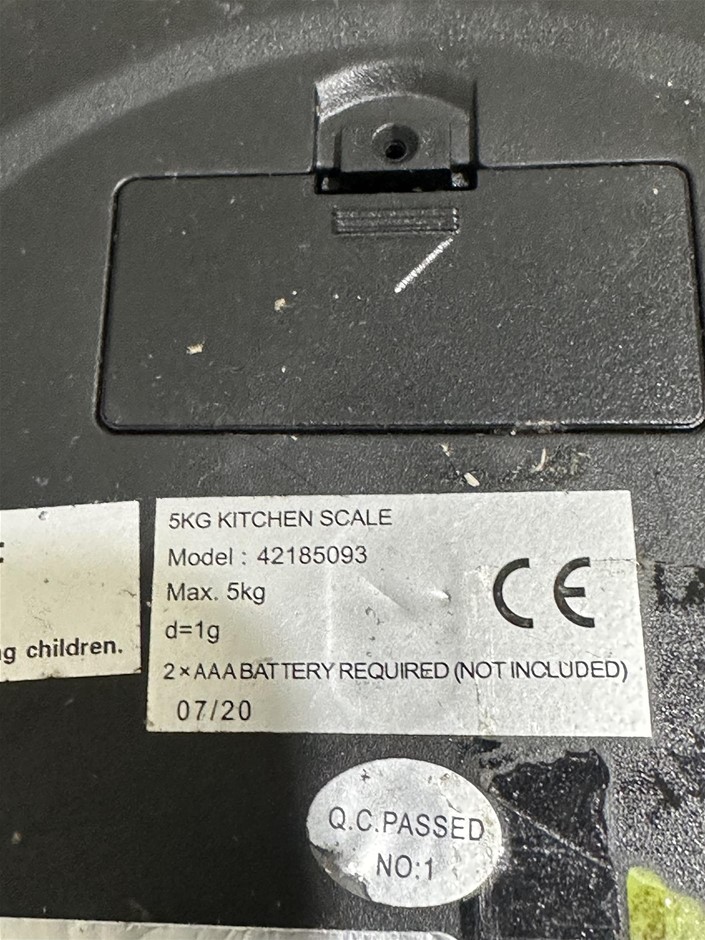 5KG KITCHEN SCALE
Model : 42185093
Max. 5kg
d=1g
2×AAA BATTERY REQUIRED (NOT INCLUDED)
07/20
CE
children.
Q.C.PASSED
NO:1